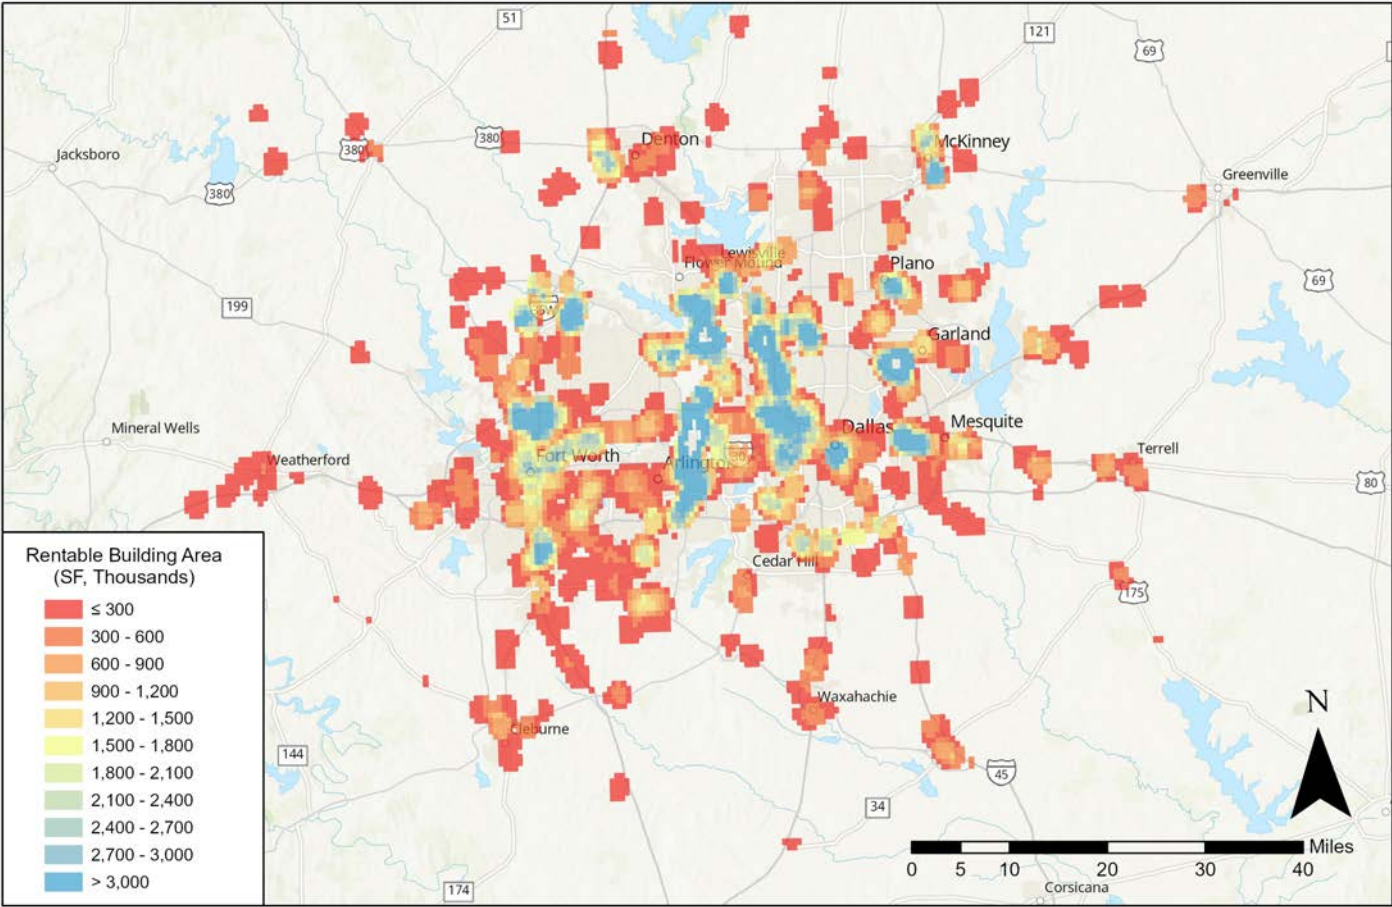 51
121
69
380
Denton
McKinney
Jacksboro
380
Greenville
380
Lewisville
Flower Mound
Plano
69
199
35W
Garland
Mineral Wells
Dallas
Mesquite
Fort Worth
Arlington
30
Terrell
Weatherford
80
Cedar Hill
175
Rentable Building Area
(SF, Thousands)
≤ 300
300 - 600
600 - 900
900 - 1,200
1,200 - 1,500
1,500 - 1,800
1,800 - 2,100
2,100 - 2,400
2,400 - 2,700
2,700 - 3,000
> 3,000
Waxahachie
N
Cleburne
144
45
34
Miles
0 5 10 20 30 40
174
Corsicana